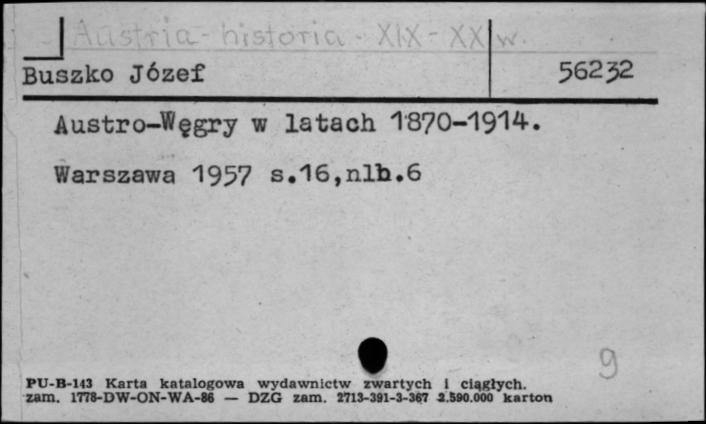 Austria - historia - XIX - XX w.
Buszko Józef 56232
Austro-Węgry w latach 1870-1914.
Warszawa 1957 s.16,nlb.6
9
PU-B-143 Karta katalogowa wydawnictw zwartych i ciągłych.
zam. 1778-DW-ON-WA-86 — DZG zam. 2713-391-3-367 2.590.000 karton